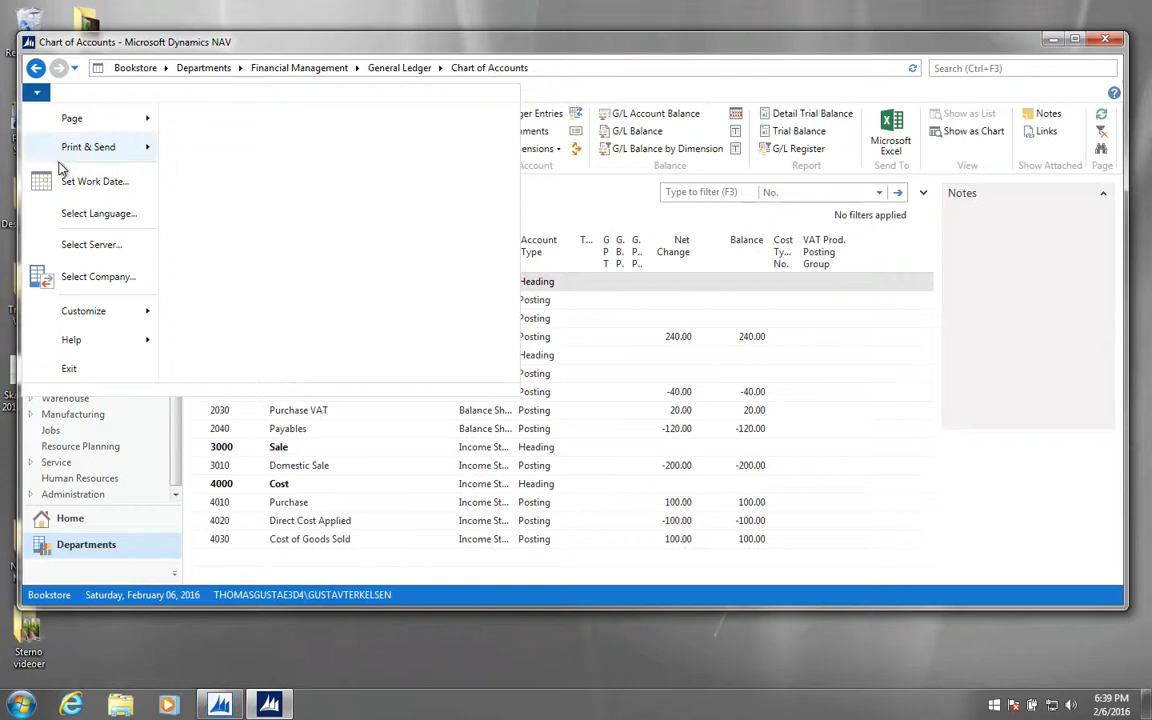 Chart of Accounts - Microsoft Dynamics NAV
Bookstore Departments Financial Management General Ledger Chart of Accounts
Search (Ctrl+F3)
Page
Print & Send
Set Work Date...
Select Language...
Select Server...
Select Company...
Customize
Help
Exit
ger Entries
nments
ensions
Account
G/L Account Balance
G/L Balance
G/L Balance by Dimension
Balance
Detail Trial Balance
Trial Balance
G/L Register
Report
Microsoft
Excel
Send To
Show as List
Show as Chart
View
Notes
Links
Show Attached
Page
Type to filter (F3) No.
No filters applied
Notes
Account Type T... G P T G. B. P. G. P.. P.. Net Change Balance Cost Ty... No. VAT Prod. Posting Group
Heading
Posting
Posting
Posting 240.00 240.00
Heading
Posting
Posting -40.00 -40.00
2030 Purchase VAT Balance Sh... Posting 20.00 20.00
2040 Payables Balance Sh... Posting -120.00 -120.00
3000 Sale Income St... Heading
3010 Domestic Sale Income St... Posting -200.00 -200.00
4000 Cost Income St... Heading
4010 Purchase Income St... Posting 100.00 100.00
4020 Direct Cost Applied Income St... Posting -100.00 -100.00
4030 Cost of Goods Sold Income St... Posting 100.00 100.00
Warehouse
Manufacturing
Jobs
Resource Planning
Service
Human Resources
Administration
Home
Departments
Bookstore Saturday, February 06, 2016 THOMASGUSTAE3D4\GUSTAVTERKELSEN
Sterno
videoer
6:39 PM
2/6/2016